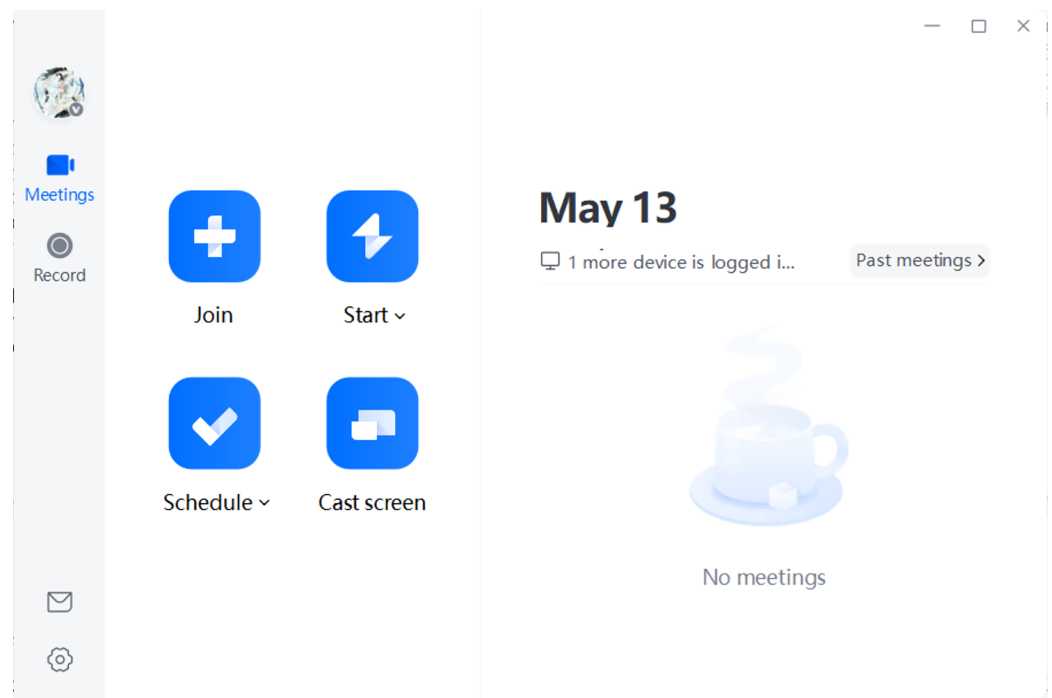 Meetings
Record
Join
Start
Schedule
Cast screen
May 13
1 more device is logged i...
Past meetings
No meetings